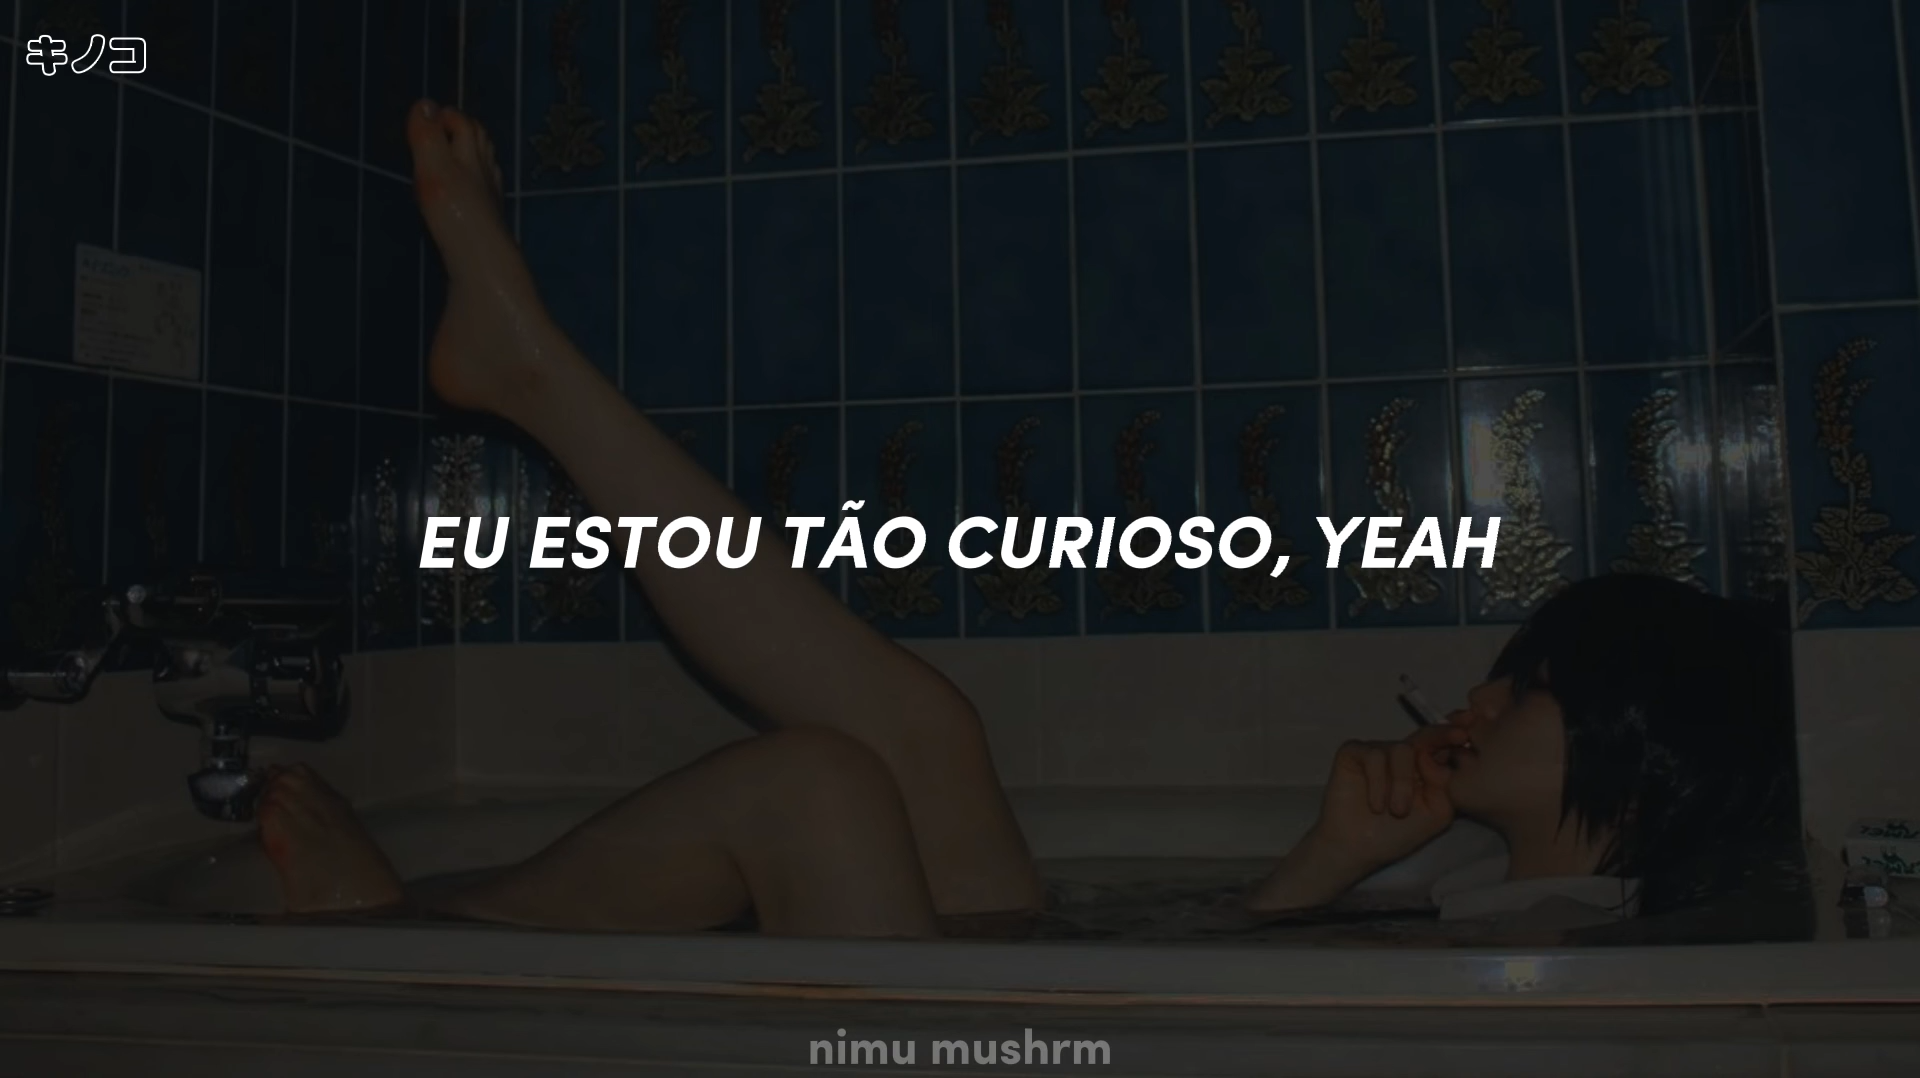 キノコ
EU ESTOU TÃO CURIOSO, YEAH
nimu mushrm